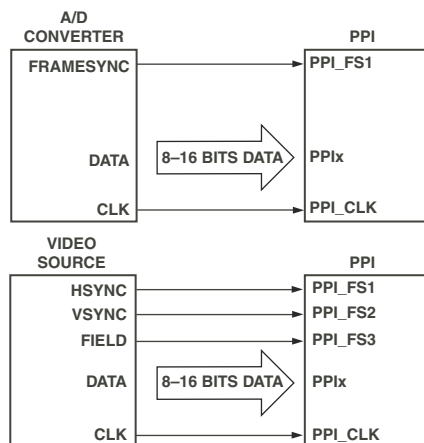 A/D
CONVERTER
PPI
FRAMESYNC
PPI_FS1
DATA
8–16 BITS DATA
PPIx
CLK
PPI_CLK
VIDEO
SOURCE
PPI
HSYNC
PPI_FS1
VSYNC
PPI_FS2
FIELD
PPI_FS3
DATA
8–16 BITS DATA
PPIx
CLK
PPI_CLK